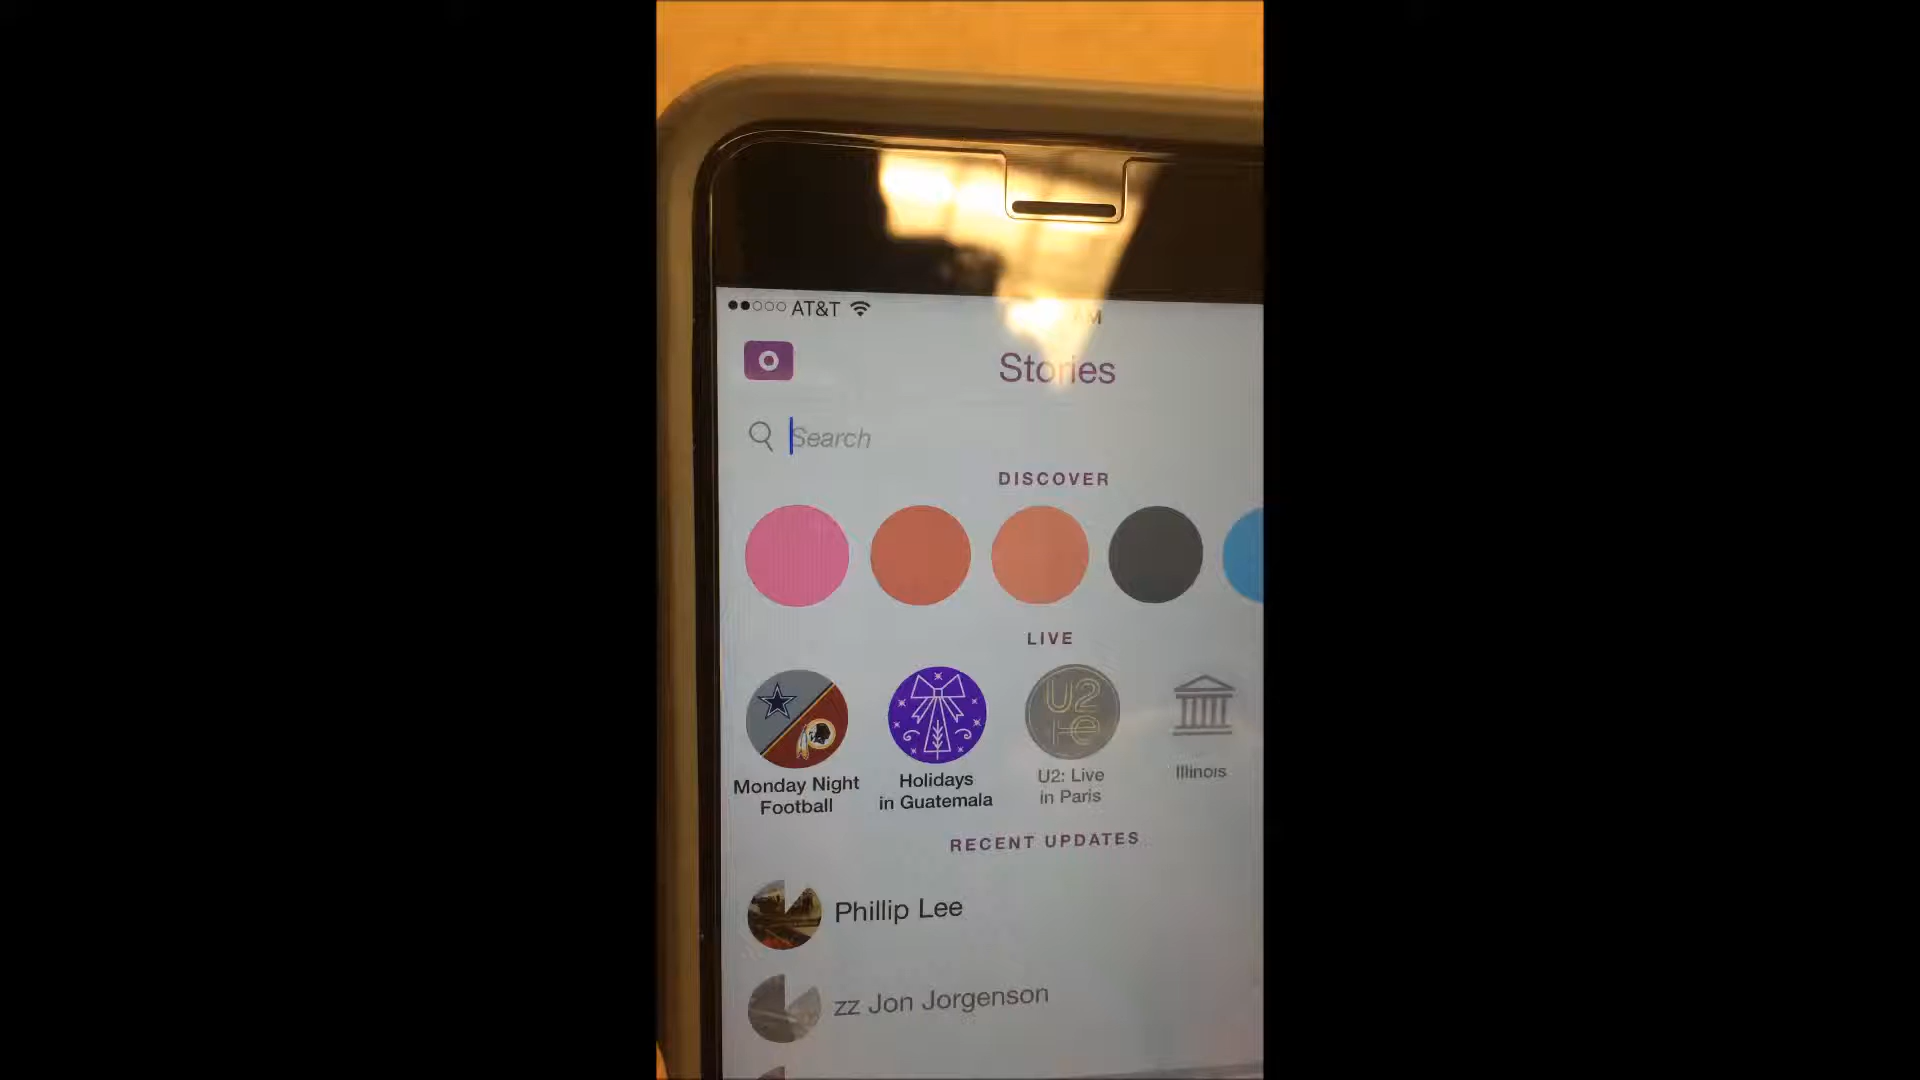 AT&T
AM
Stories
Search
DISCOVER
LIVE
U2
Monday Night
Football
Holidays
in Guatemala
U2: Live
in Paris
Illinois
RECENT UPDATES
Phillip Lee
zz Jon Jorgenson